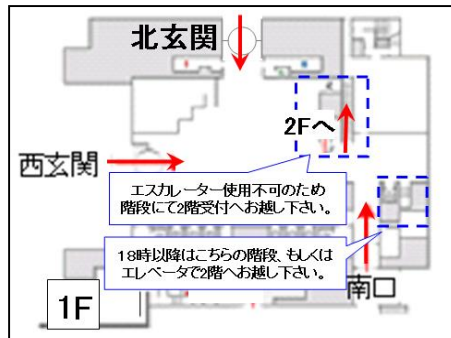 北玄関
2Fへ
西玄関
エスカレーター使用不可のため
階段にて2階受付へお越し下さい。
18時以降はこちらの階段、もしくは
エレベータで2階へお越し下さい。
南口
1F